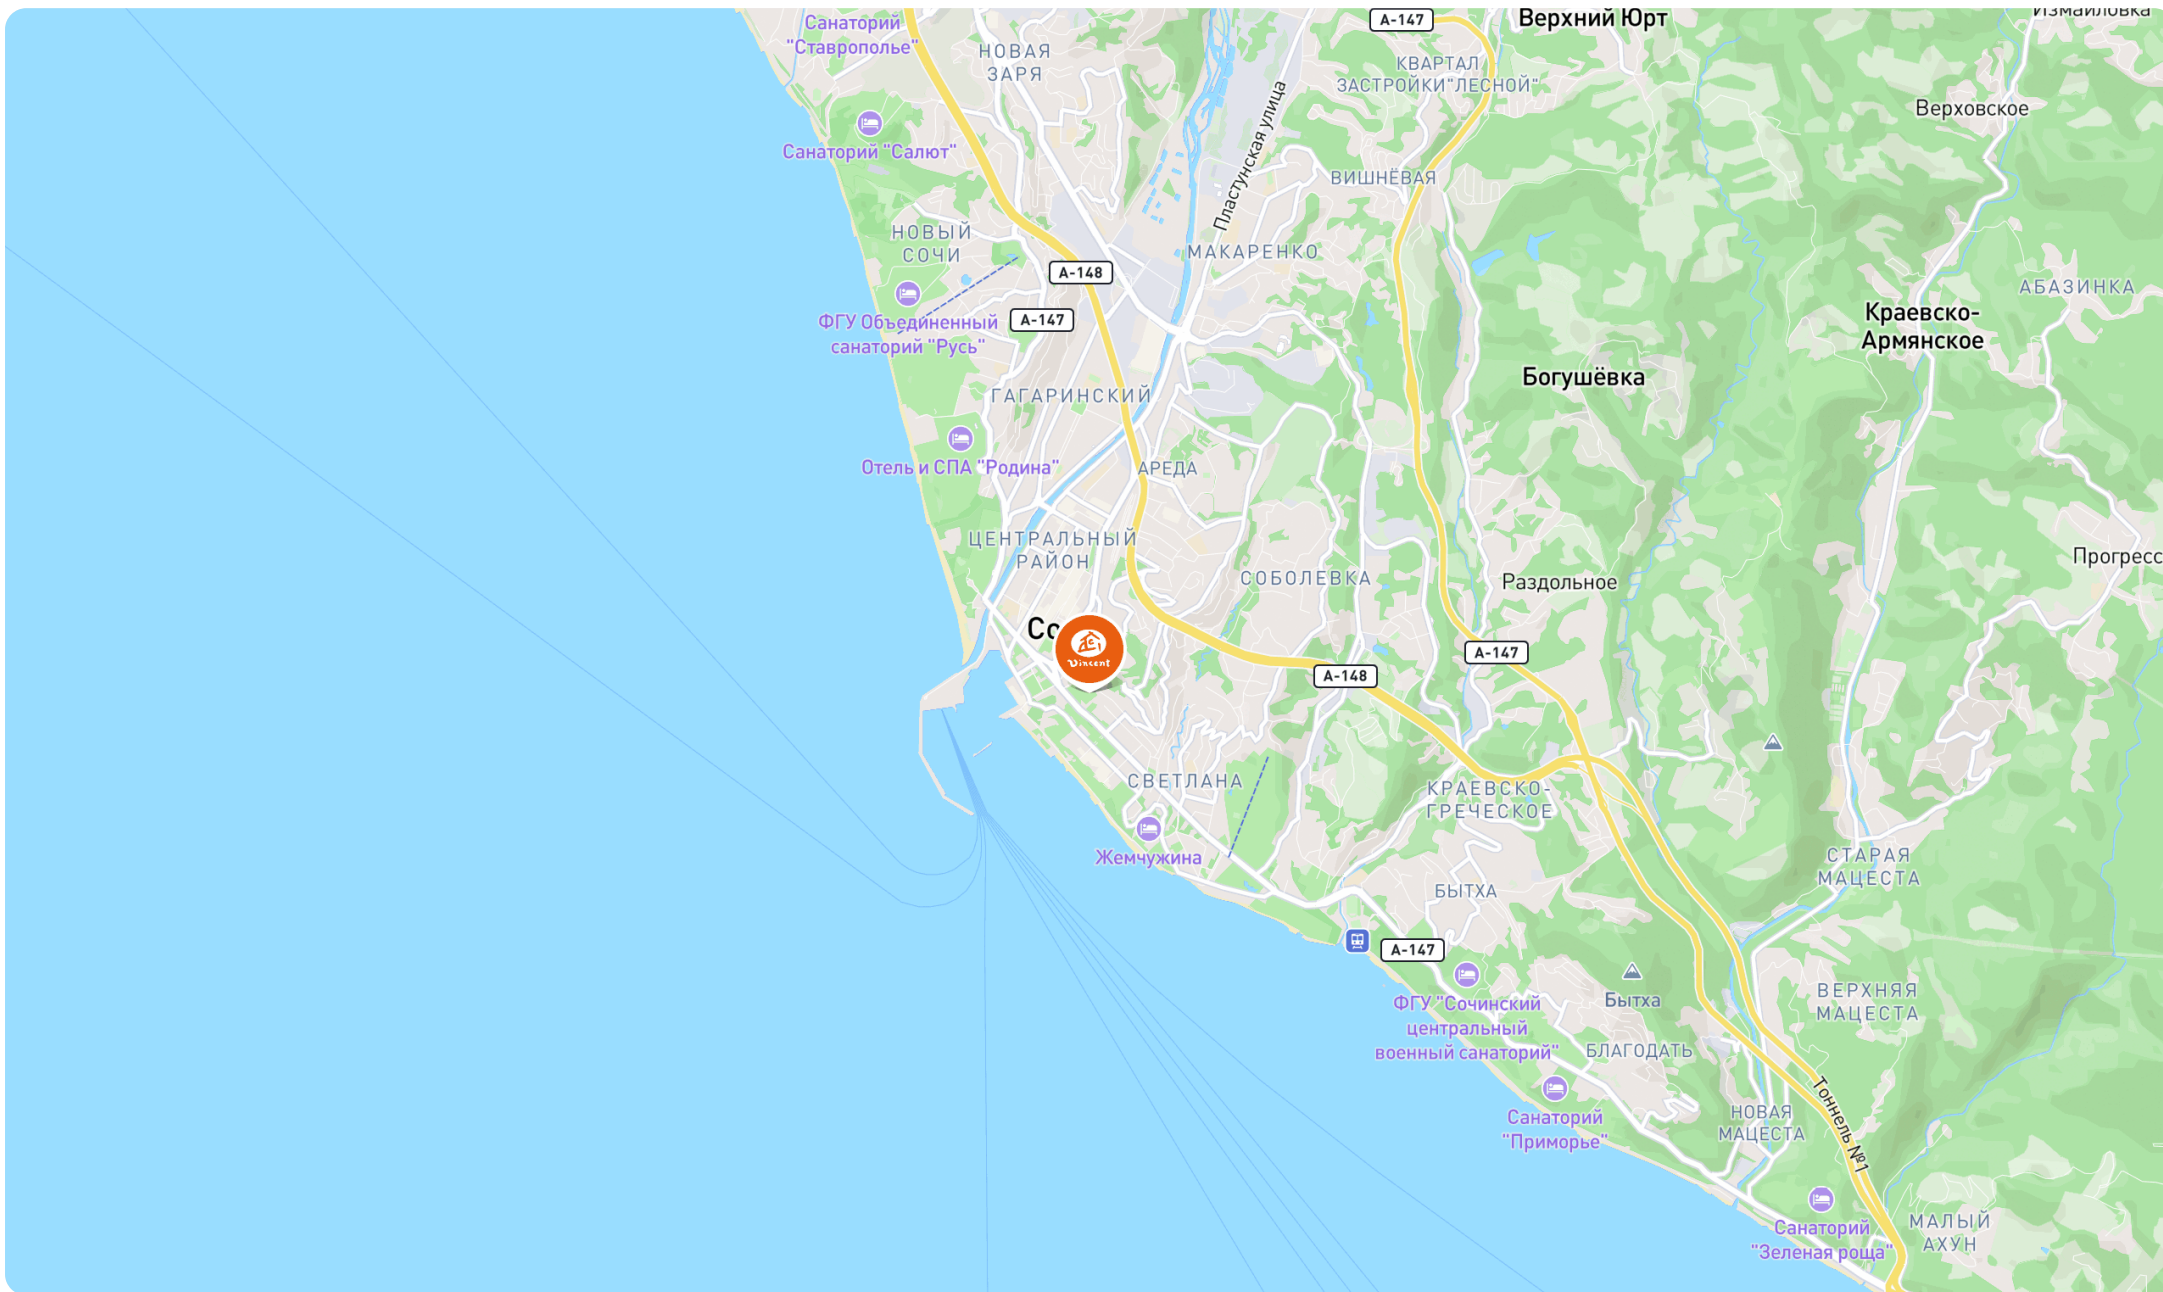 Санаторий
"Ставрополье"
НОВАЯ
ЗАРЯ
А-147
Верхний Юрт
Измайловка
КВАРТАЛ
ЗАСТРОЙКИ"ЛЕСНОЙ"
Верховское
Санаторий "Салют"
Пластунская улица
ВИШНЁВАЯ
НОВЫЙ
СОЧИ
МАКАРЕНКО
А-148
АБАЗИНКА
ФГУ Объединенный
санаторий "Русь"
А-147
Краевско-
Армянское
Богушёвка
ГАГАРИНСКИЙ
Отель и СПА "Родина"
АРЕДА
ЦЕНТРАЛЬНЫЙ
РАЙОН
СОБОЛЕВКА
Раздольное
Прогресс
Со
Vincent
А-147
А-148
СВЕТЛАНА
КРАЕВСКО-
ГРЕЧЕСКОЕ
Жемчужина
СТАРАЯ
МАЦЕСТА
БЫТХА
А-147
ФГУ "Сочинский
центральный
военный санаторий"
Бытха
ВЕРХНЯЯ
МАЦЕСТА
БЛАГОДАТЬ
Санаторий
"Приморье"
НОВАЯ
МАЦЕСТА
Тоннель №1
Санаторий
"Зеленая роща"
МАЛЫЙ
АХУН